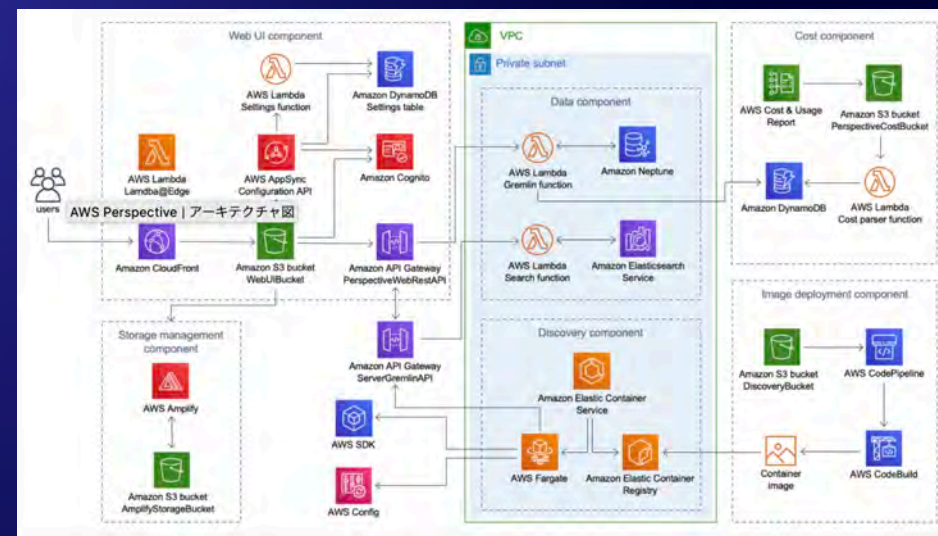 Web UI component
AWS Lambda
Settings function
Amazon DynamoDB
Settings table
AWS Lambda
Lamdba@Edge
AWS AppSync
Configuration API
Amazon Cognito
users
AWS Perspective | アーキテクチャ図
Amazon CloudFront
Amazon S3 bucket
WebUIBucket
Amazon API Gateway
PerspectiveWebRestAPI
Storage management
component
AWS Amplify
Amazon S3 bucket
AmplifyStorageBucket
Amazon API Gateway
ServerGremlinAPI
AWS SDK
AWS Config
VPC
Private subnet
Data component
AWS Lambda
Gremlin function
Amazon Neptune
AWS Lambda
Search function
Amazon Elasticsearch
Service
Discovery component
Amazon Elastic Container
Service
AWS Fargate
Amazon Elastic Container
Registry
Cost component
AWS Cost & Usage
Report
Amazon S3 bucket
PerspectiveCostBucket
Amazon DynamoDB
AWS Lambda
Cost parser function
Image deployment component
Amazon S3 bucket
DiscoveryBucket
AWS CodePipeline
Container
image
AWS CodeBuild